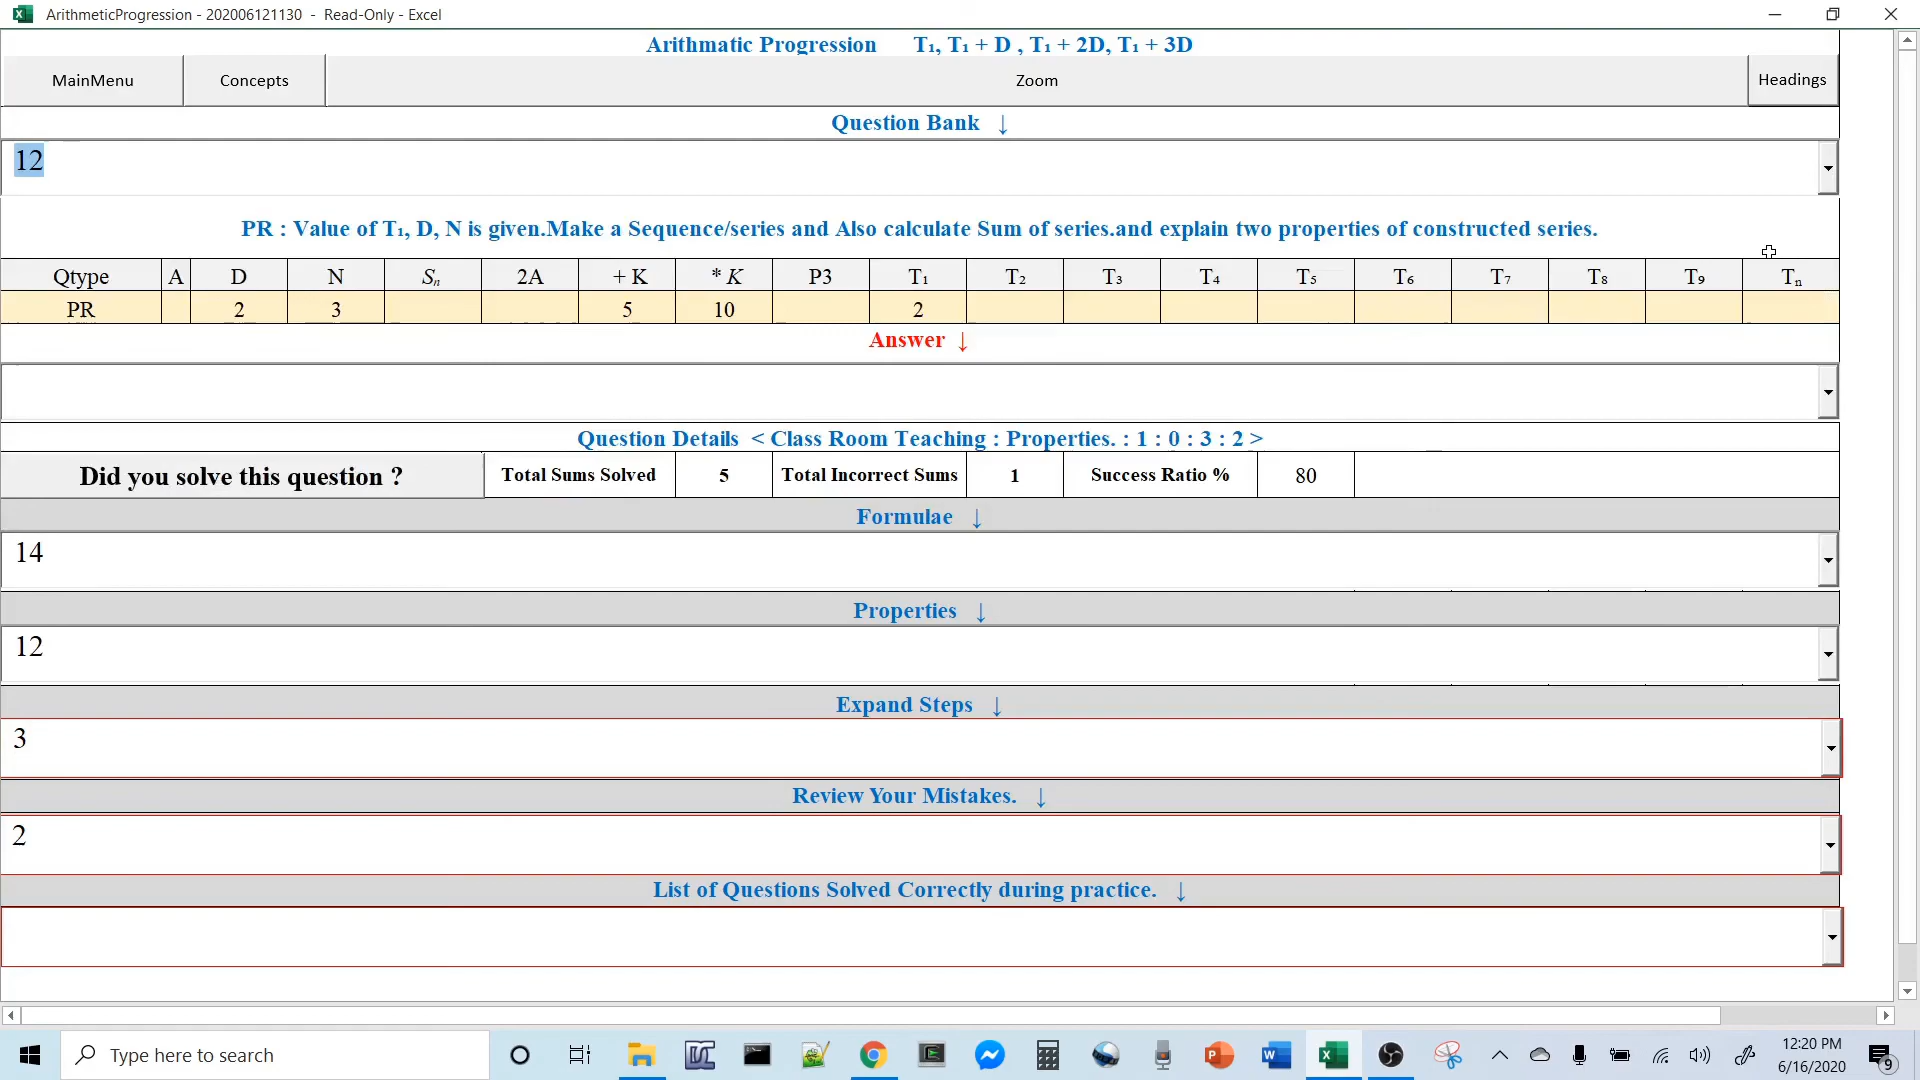 ArithmeticProgression - 202006121130 - Read-Only - Excel
Arithmatic Progression T₁, T₁ + D , T₁ + 2D, T₁ + 3D
MainMenu Concepts Zoom Headings
Question Bank ↓
12
PR : Value of T₁, D, N is given.Make a Sequence/series and Also calculate Sum of series.and explain two properties of constructed series.
Qtype A D N Sₙ 2A + K * K P3 T₁ T₂ T₃ T₄ T₅ T₆ T₇ T₈ T₉ Tₙ
PR 2 3 5 10 2
Answer ↓
Question Details < Class Room Teaching : Properties. : 1 : 0 : 3 : 2 >
Did you solve this question ? Total Sums Solved 5 Total Incorrect Sums 1 Success Ratio % 80
Formulae ↓
14
Properties ↓
12
Expand Steps ↓
3
Review Your Mistakes. ↓
2
List of Questions Solved Correctly during practice. ↓
Type here to search
12:20 PM
6/16/2020
9